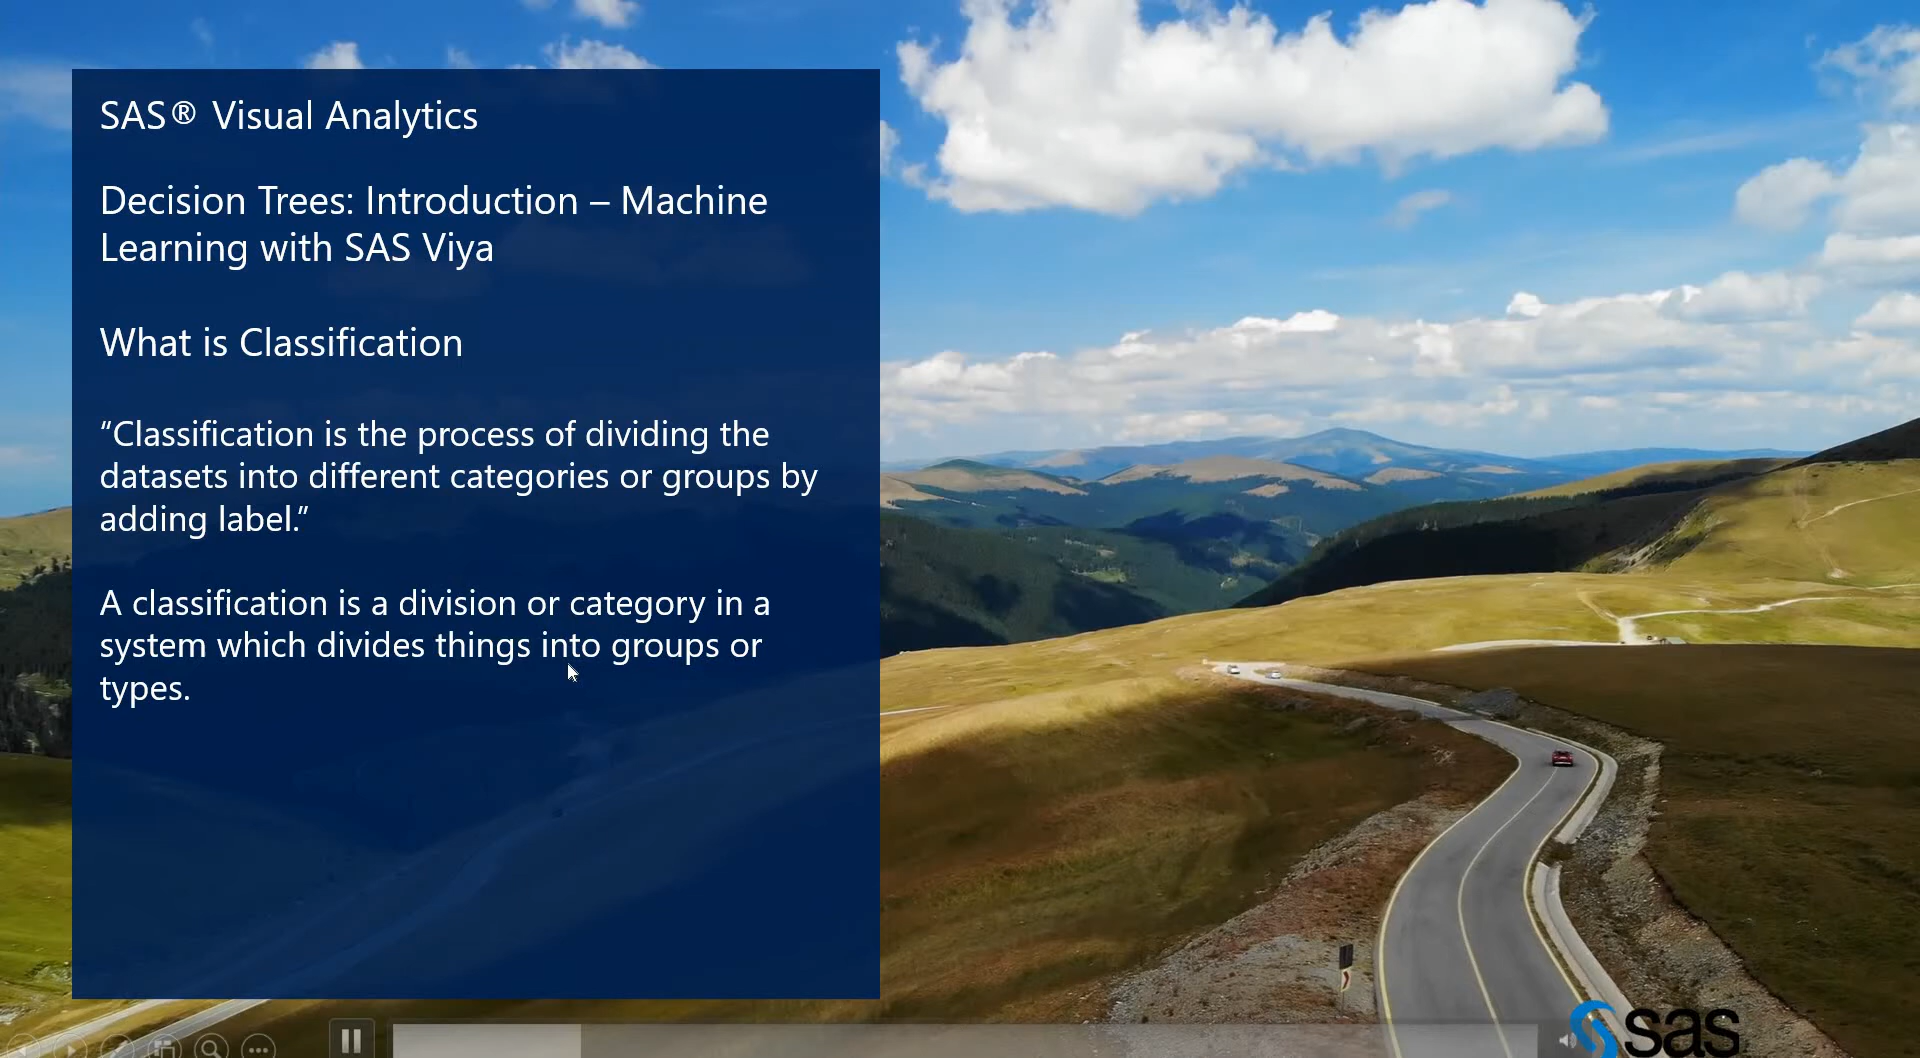 SAS® Visual Analytics
Decision Trees: Introduction – Machine
Learning with SAS Viya
What is Classification
“Classification is the process of dividing the
datasets into different categories or groups by
adding label.”
A classification is a division or category in a
system which divides things into groups or
types.
sas